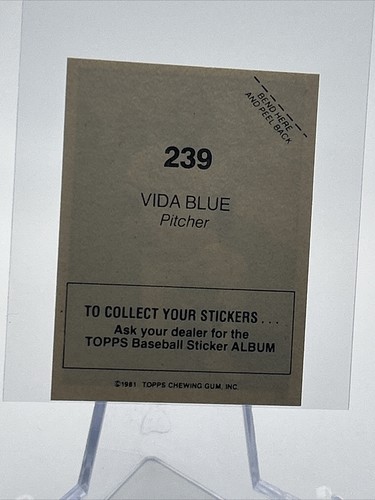 BEND HERE
AND PEEL BACK
239
VIDA BLUE
Pitcher
TO COLLECT YOUR STICKERS...
Ask your dealer for the
TOPPS Baseball Sticker ALBUM
©1981 TOPPS CHEWING GUM, INC.